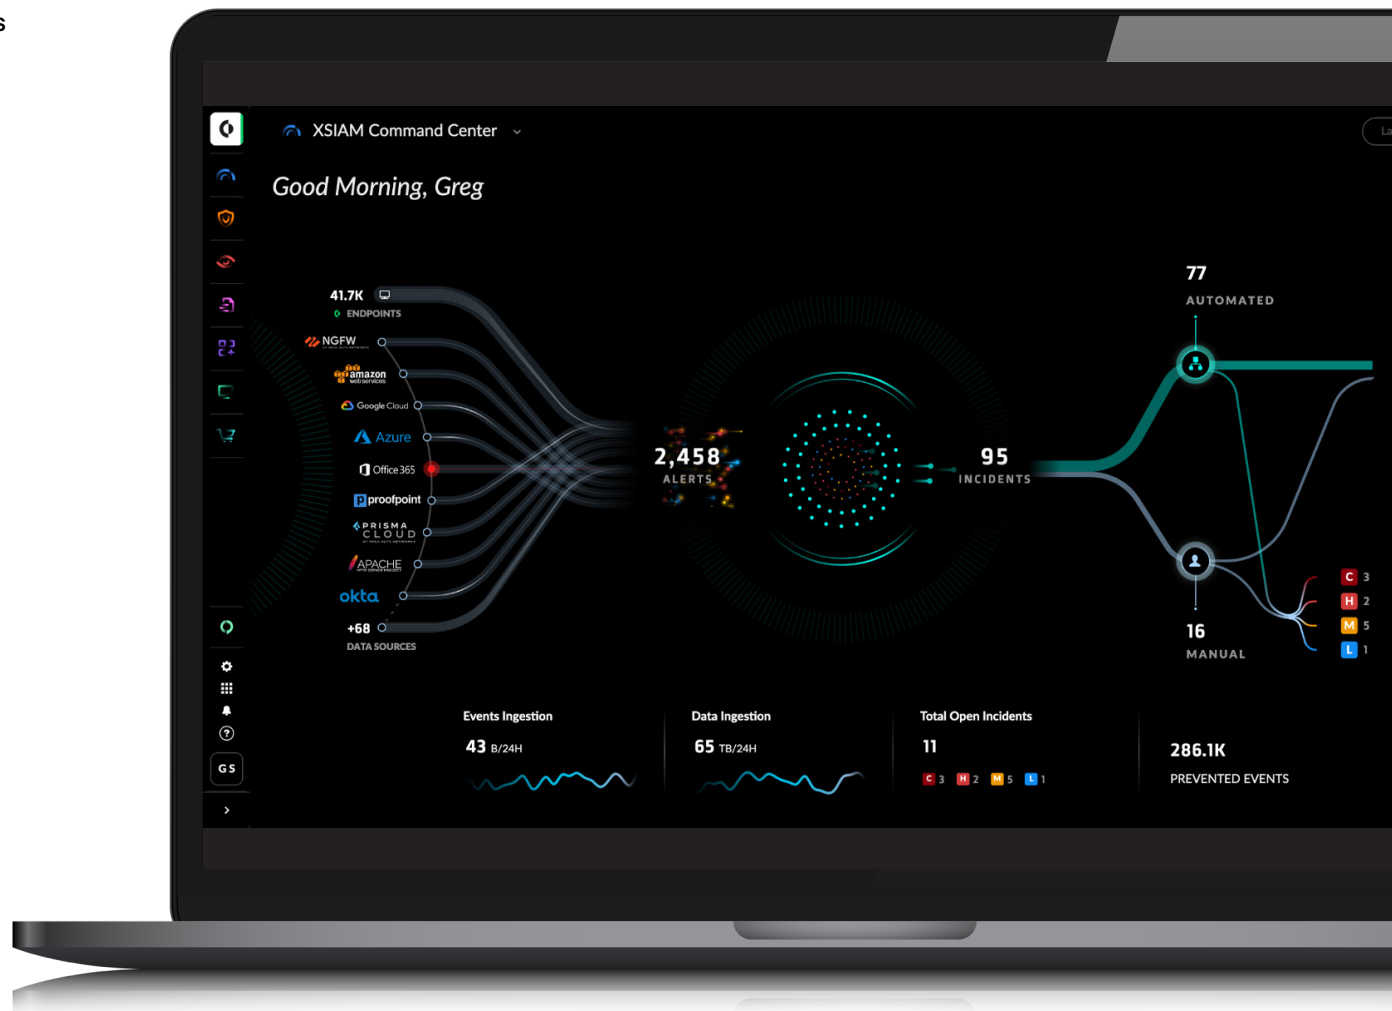 s
XSIAM Command Center
La
Good Morning, Greg
77
AUTOMATED
41.7K
ENDPOINTS
NGFW
amazon
web services
Google Cloud
Azure
Office 365
2,458
ALERTS
95
INCIDENTS
proofpoint
PRISMA
CLOUD
APACHE
okta
+68
DATA SOURCES
C 3
H 2
M 5
L 1
16
MANUAL
Events Ingestion
43 B/24H
Data Ingestion
65 TB/24H
Total Open Incidents
11
C 3 H 2 M 5 L 1
286.1K
PREVENTED EVENTS
GS